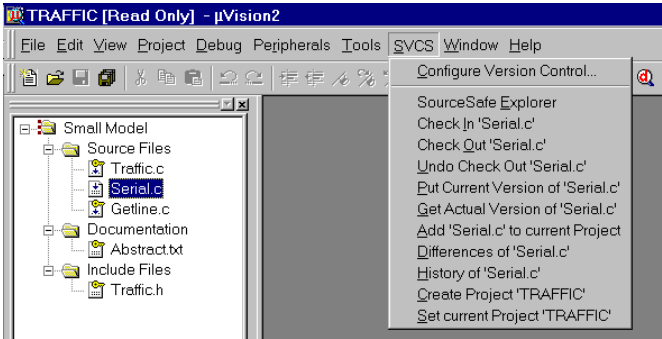 TRAFFIC [Read Only] - µVision2
File Edit View Project Debug Peripherals Tools SVCS Window Help
Configure Version Control...
SourceSafe Explorer
Check In 'Serial.c'
Check Out 'Serial.c'
Undo Check Out 'Serial.c'
Put Current Version of 'Serial.c'
Get Actual Version of 'Serial.c'
Add 'Serial.c' to current Project
Differences of 'Serial.c'
History of 'Serial.c'
Create Project 'TRAFFIC'
Set current Project 'TRAFFIC'
Small Model
Source Files
Traffic.c
Serial.c
Getline.c
Documentation
Abstract.txt
Include Files
Traffic.h